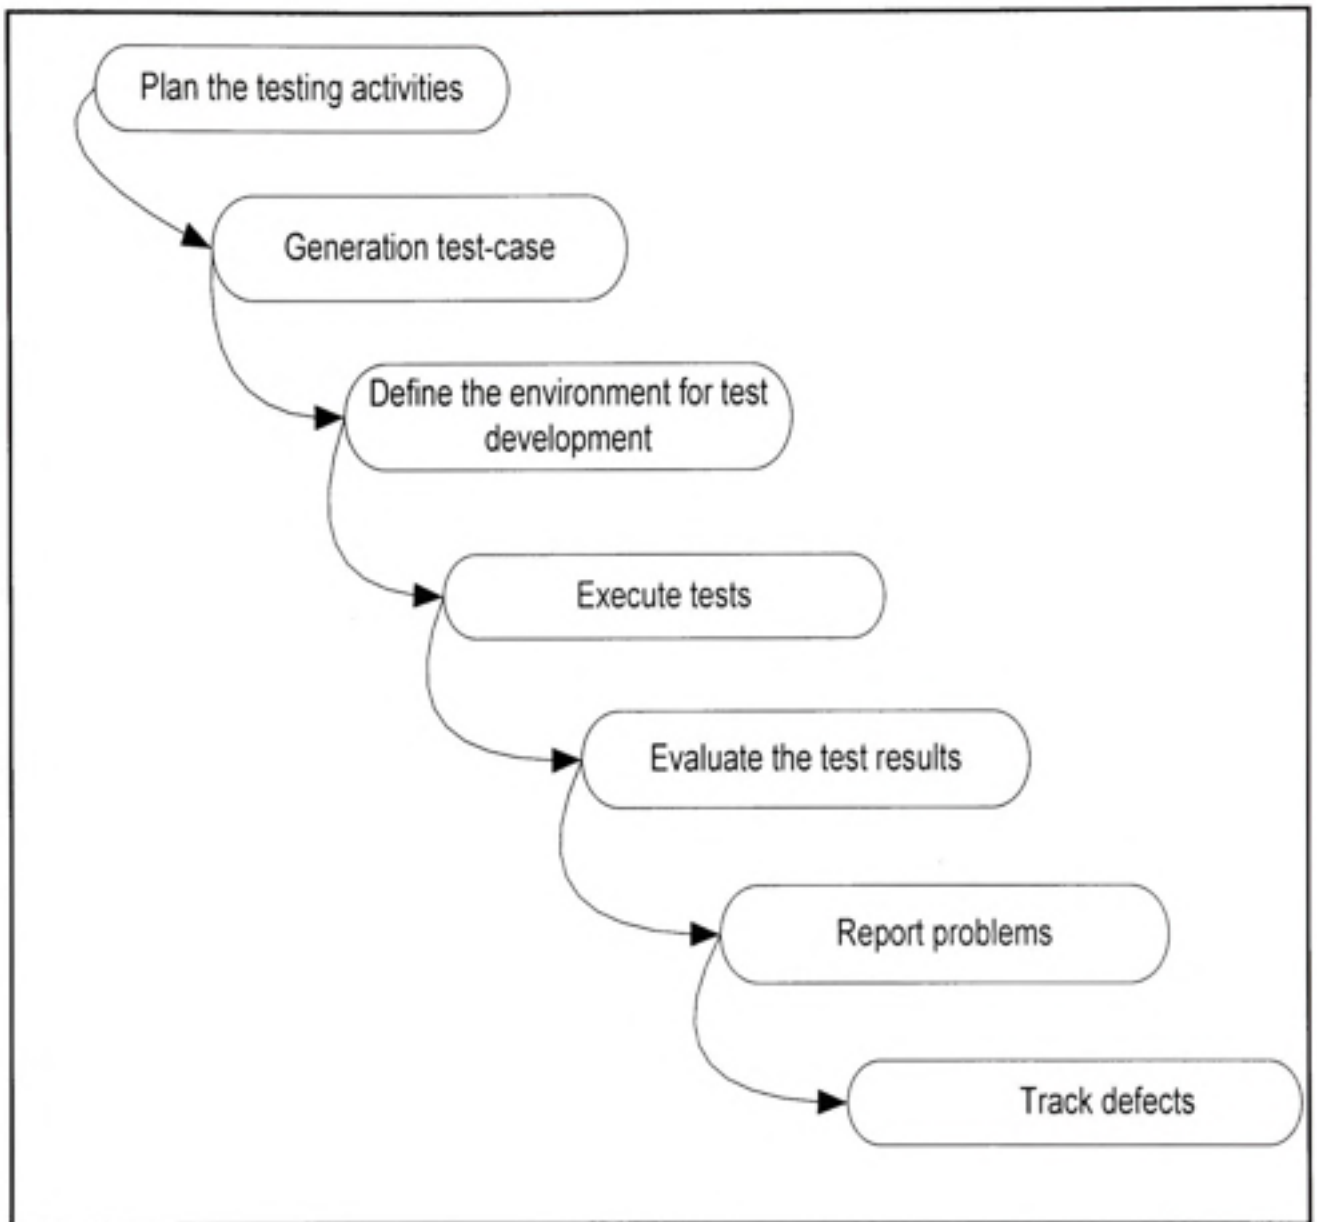 Plan the testing activities
Generation test-case
Define the environment for test
development
Execute tests
Evaluate the test results
Report problems
Track defects